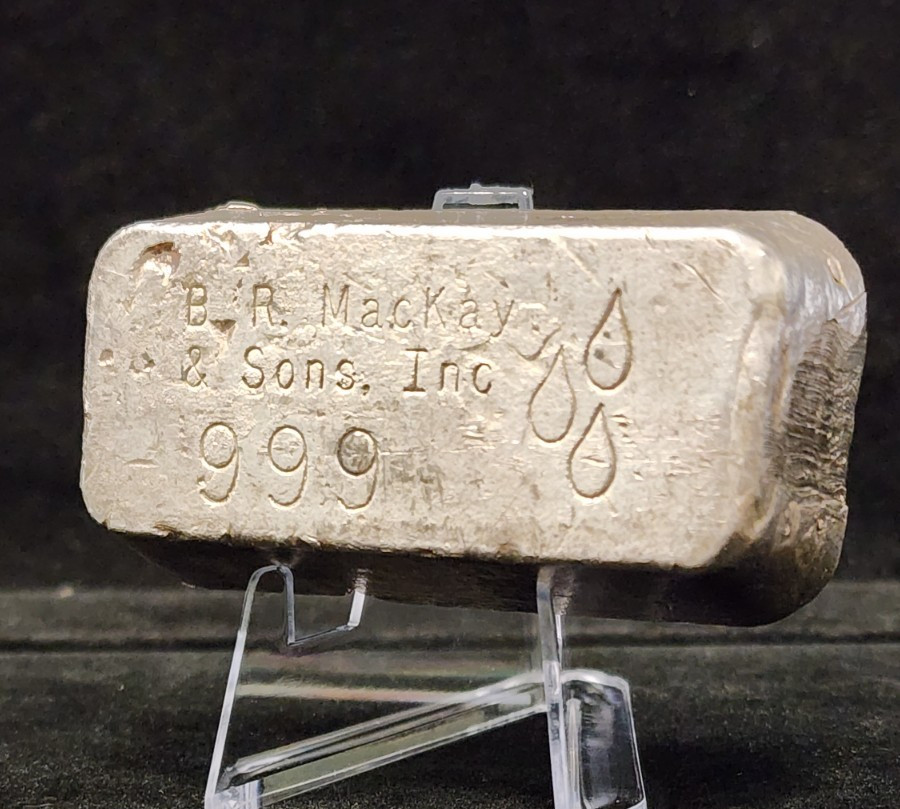 B. R. MacKay
& Sons, Inc
999